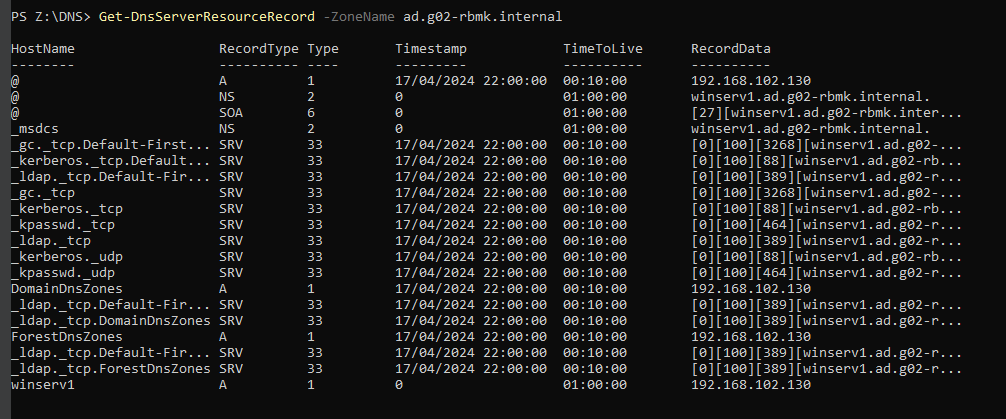 PS Z:\DNS> Get-DnsServerResourceRecord -ZoneName ad.g02-rbmk.internal
HostName RecordType Type Timestamp TimeToLive RecordData
-------- ---------- ---- --------- ---------- ----------
@ A 1 17/04/2024 22:00:00 00:10:00 192.168.102.130
@ NS 2 0 01:00:00 winserv1.ad.g02-rbmk.internal.
@ SOA 6 0 01:00:00 [27][winserv1.ad.g02-rbmk.inter...
_msdcs NS 2 0 01:00:00 winserv1.ad.g02-rbmk.internal.
_gc._tcp.Default-First... SRV 33 17/04/2024 22:00:00 00:10:00 [0][100][3268][winserv1.ad.g02-...
_kerberos._tcp.Default... SRV 33 17/04/2024 22:00:00 00:10:00 [0][100][88][winserv1.ad.g02-rb...
_ldap._tcp.Default-Fir... SRV 33 17/04/2024 22:00:00 00:10:00 [0][100][389][winserv1.ad.g02-r...
_gc._tcp SRV 33 17/04/2024 22:00:00 00:10:00 [0][100][3268][winserv1.ad.g02-...
_kerberos._tcp SRV 33 17/04/2024 22:00:00 00:10:00 [0][100][88][winserv1.ad.g02-rb...
_kpasswd._tcp SRV 33 17/04/2024 22:00:00 00:10:00 [0][100][464][winserv1.ad.g02-r...
_ldap._tcp SRV 33 17/04/2024 22:00:00 00:10:00 [0][100][389][winserv1.ad.g02-r...
_kerberos._udp SRV 33 17/04/2024 22:00:00 00:10:00 [0][100][88][winserv1.ad.g02-rb...
_kpasswd._udp SRV 33 17/04/2024 22:00:00 00:10:00 [0][100][464][winserv1.ad.g02-r...
DomainDnsZones A 1 17/04/2024 22:00:00 00:10:00 192.168.102.130
_ldap._tcp.Default-Fir... SRV 33 17/04/2024 22:00:00 00:10:00 [0][100][389][winserv1.ad.g02-r...
_ldap._tcp.DomainDnsZones SRV 33 17/04/2024 22:00:00 00:10:00 [0][100][389][winserv1.ad.g02-r...
ForestDnsZones A 1 17/04/2024 22:00:00 00:10:00 192.168.102.130
_ldap._tcp.Default-Fir... SRV 33 17/04/2024 22:00:00 00:10:00 [0][100][389][winserv1.ad.g02-r...
_ldap._tcp.ForestDnsZones SRV 33 17/04/2024 22:00:00 00:10:00 [0][100][389][winserv1.ad.g02-r...
winserv1 A 1 0 01:00:00 192.168.102.130